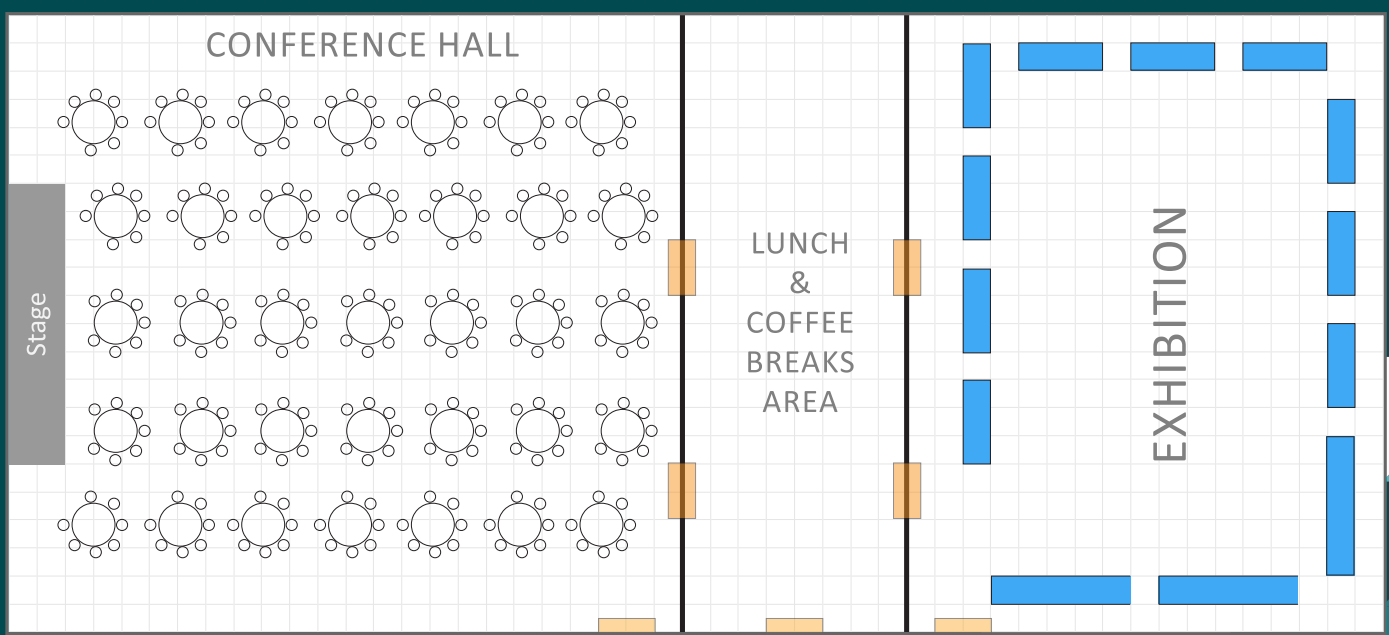 CONFERENCE HALL
Stage
LUNCH
&
COFFEE
BREAKS
AREA
EXHIBITION